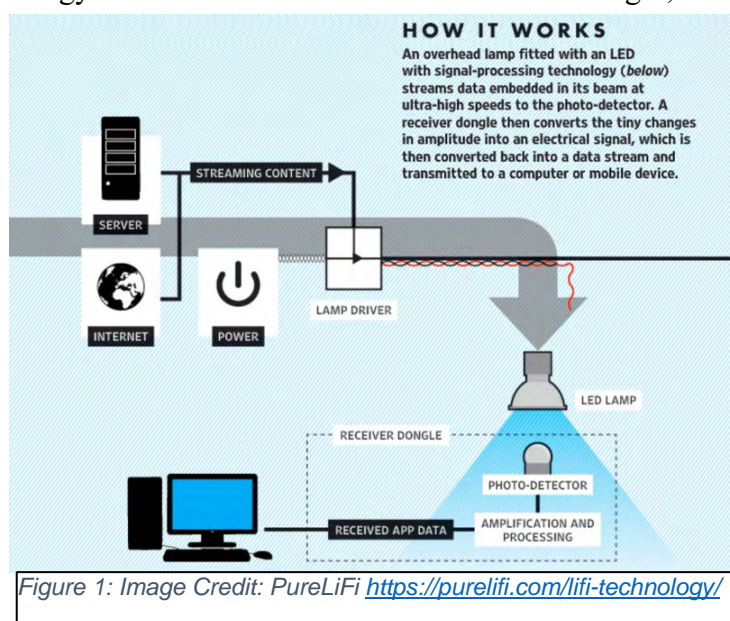 HOW IT WORKS
An overhead lamp fitted with an LED
with signal-processing technology (below)
streams data embedded in its beam at
ultra-high speeds to the photo-detector. A
receiver dongle then converts the tiny changes
in amplitude into an electrical signal, which is
then converted back into a data stream and
transmitted to a computer or mobile device.
STREAMING CONTENT
SERVER
INTERNET
POWER
LAMP DRIVER
LED LAMP
RECEIVER DONGLE
PHOTO-DETECTOR
RECEIVED APP DATA
AMPLIFICATION AND
PROCESSING
Figure 1: Image Credit: PureLiFi https://purelifi.com/lifi-technology/